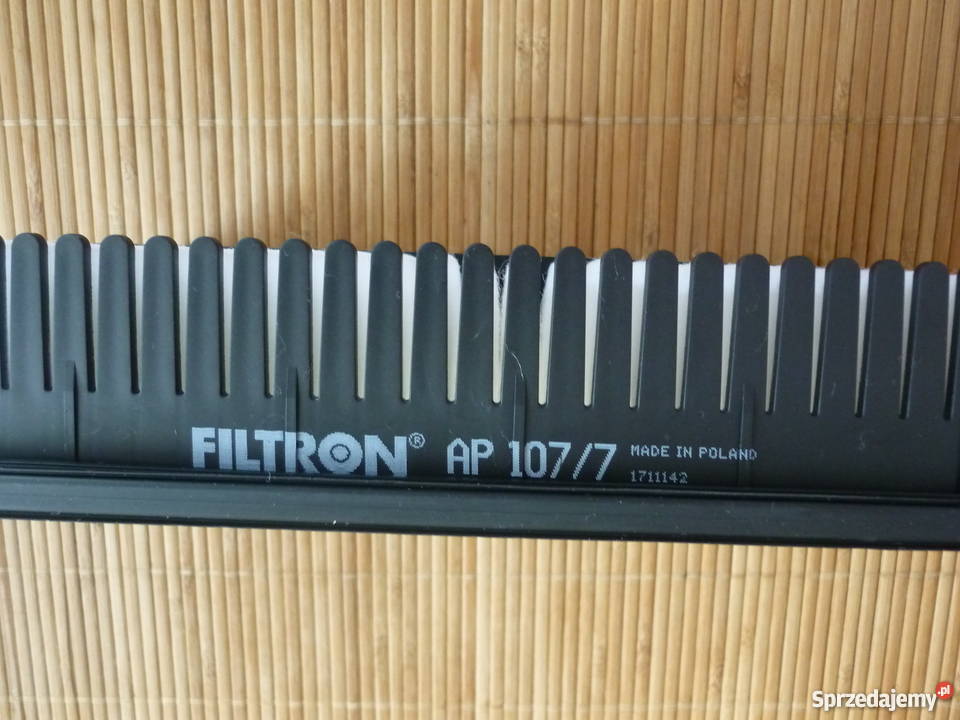 FILTRON® AP 107/7 MADE IN POLAND
1711142
Sprzedajemy.pl